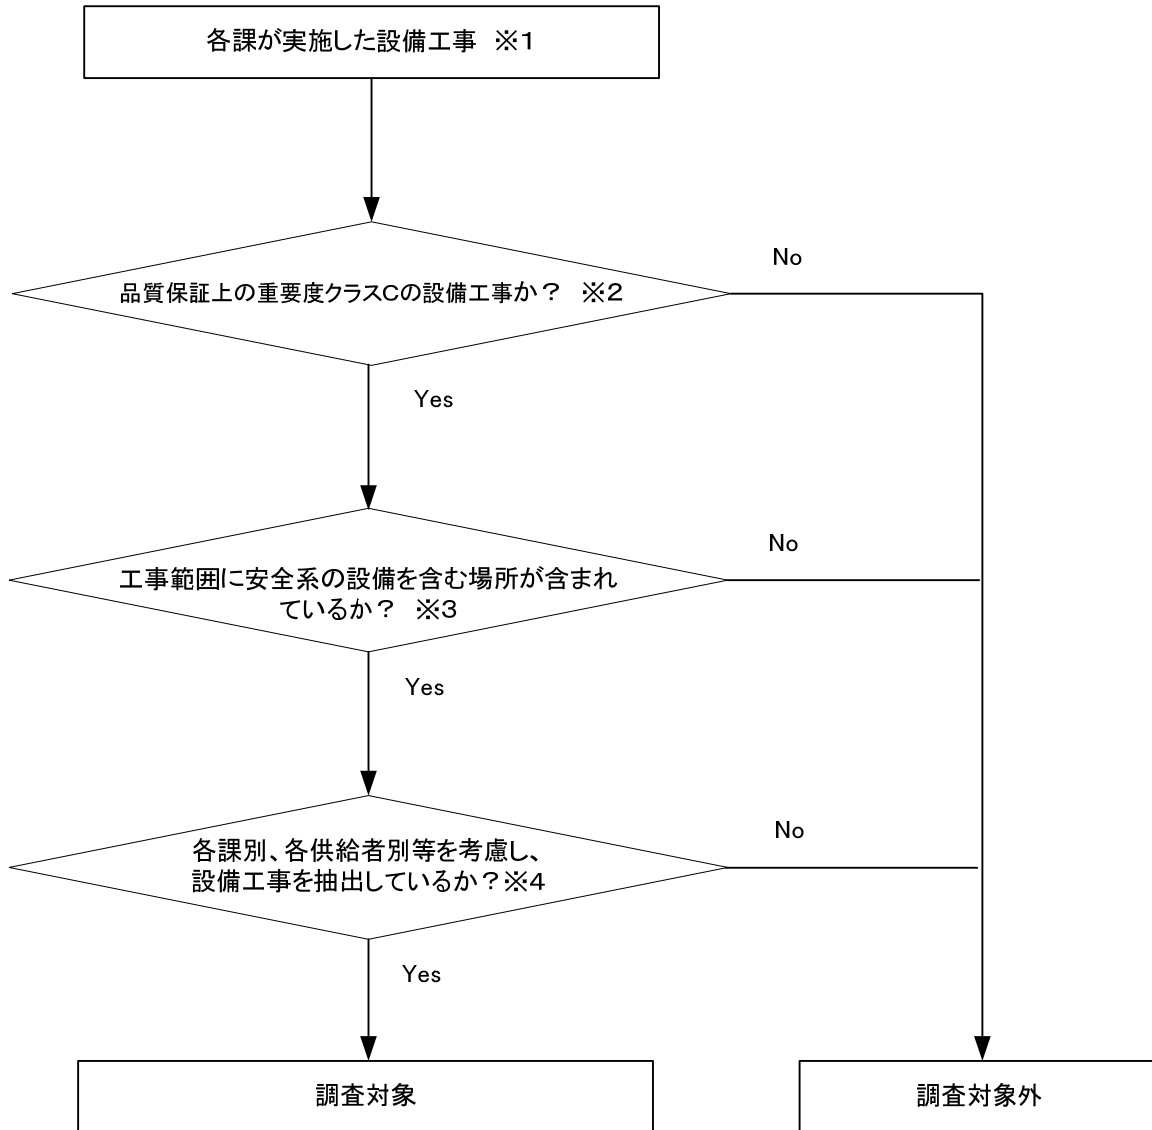 各課が実施した設備工事 ※１
品質保証上の重要度クラスCの設備工事か？ ※２
No
Yes
工事範囲に安全系の設備を含む場所が含まれ
ているか？ ※３
No
Yes
各課別、各供給者別等を考慮し、
設備工事を抽出しているか？※４
No
Yes
調査対象
調査対象外